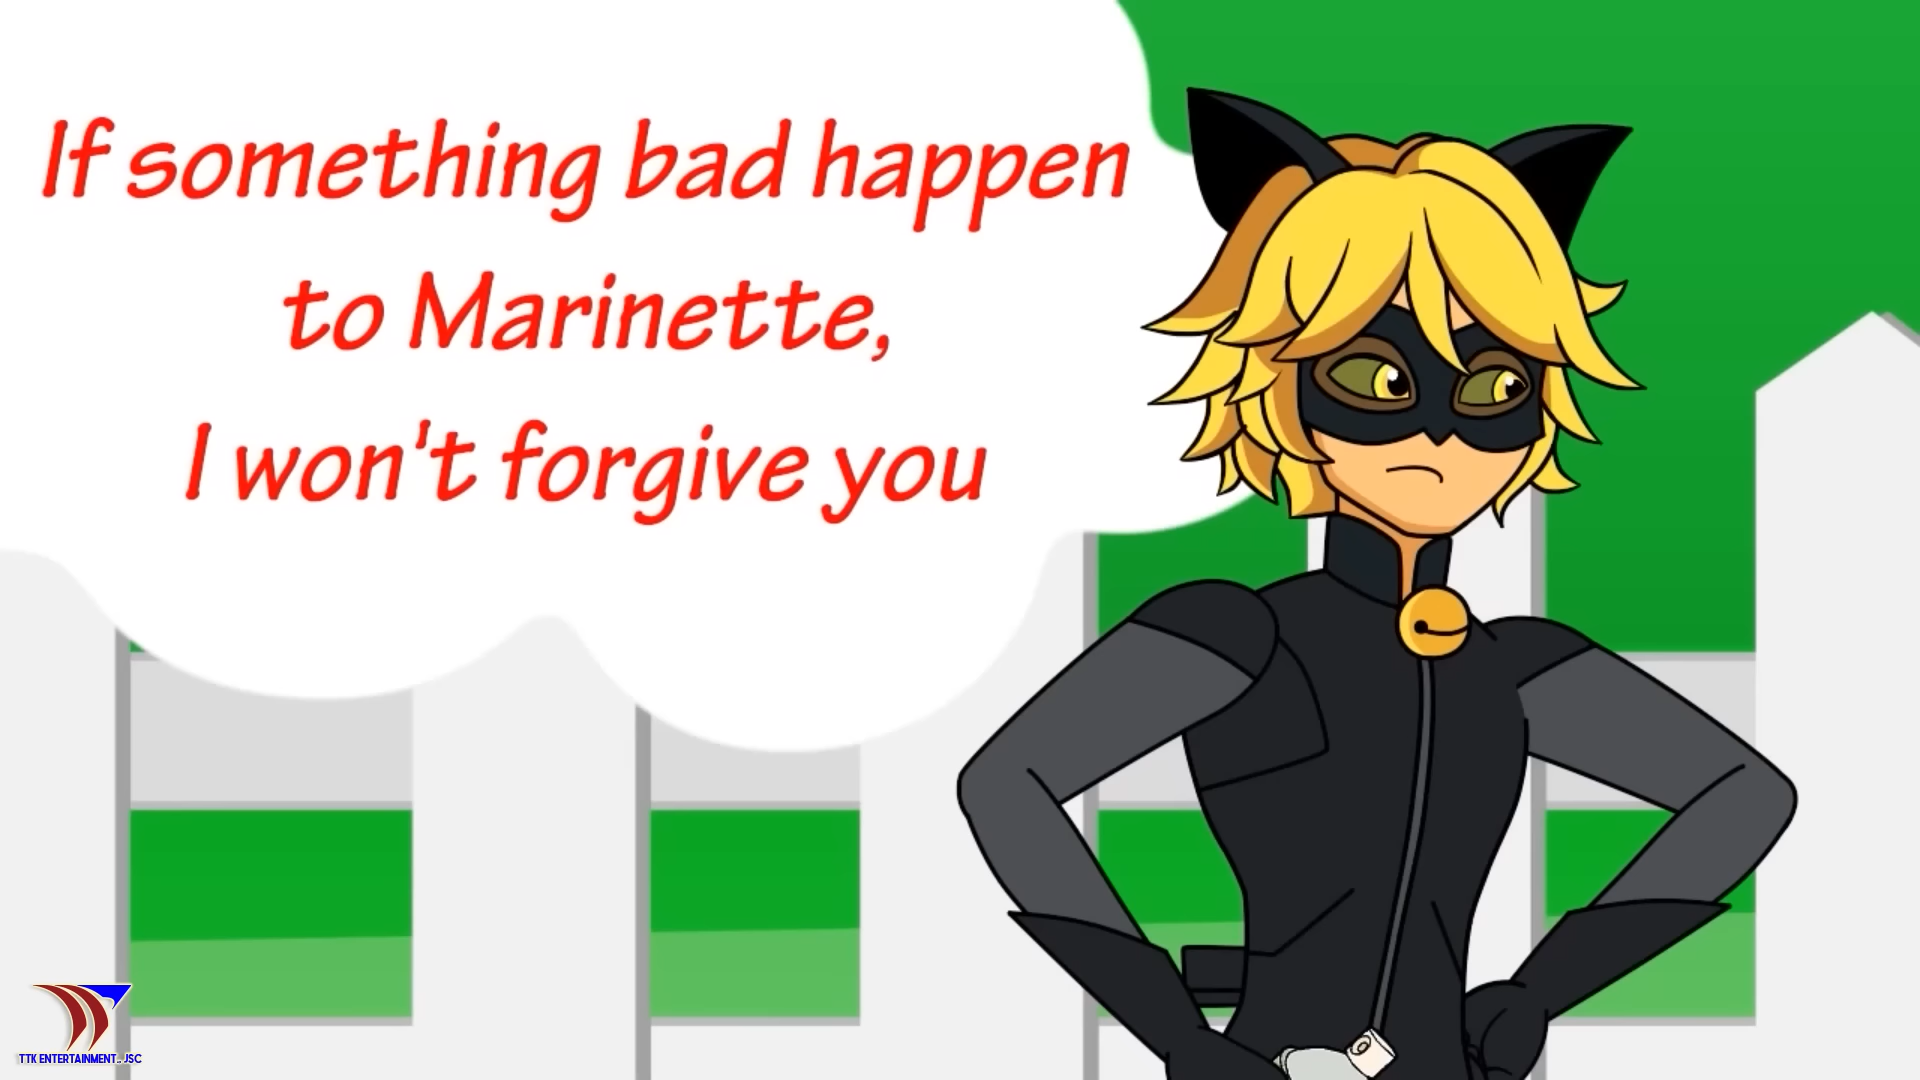 If something bad happen
to Marinette,
I won't forgive you
TTK ENTERTAINMENT., JSC